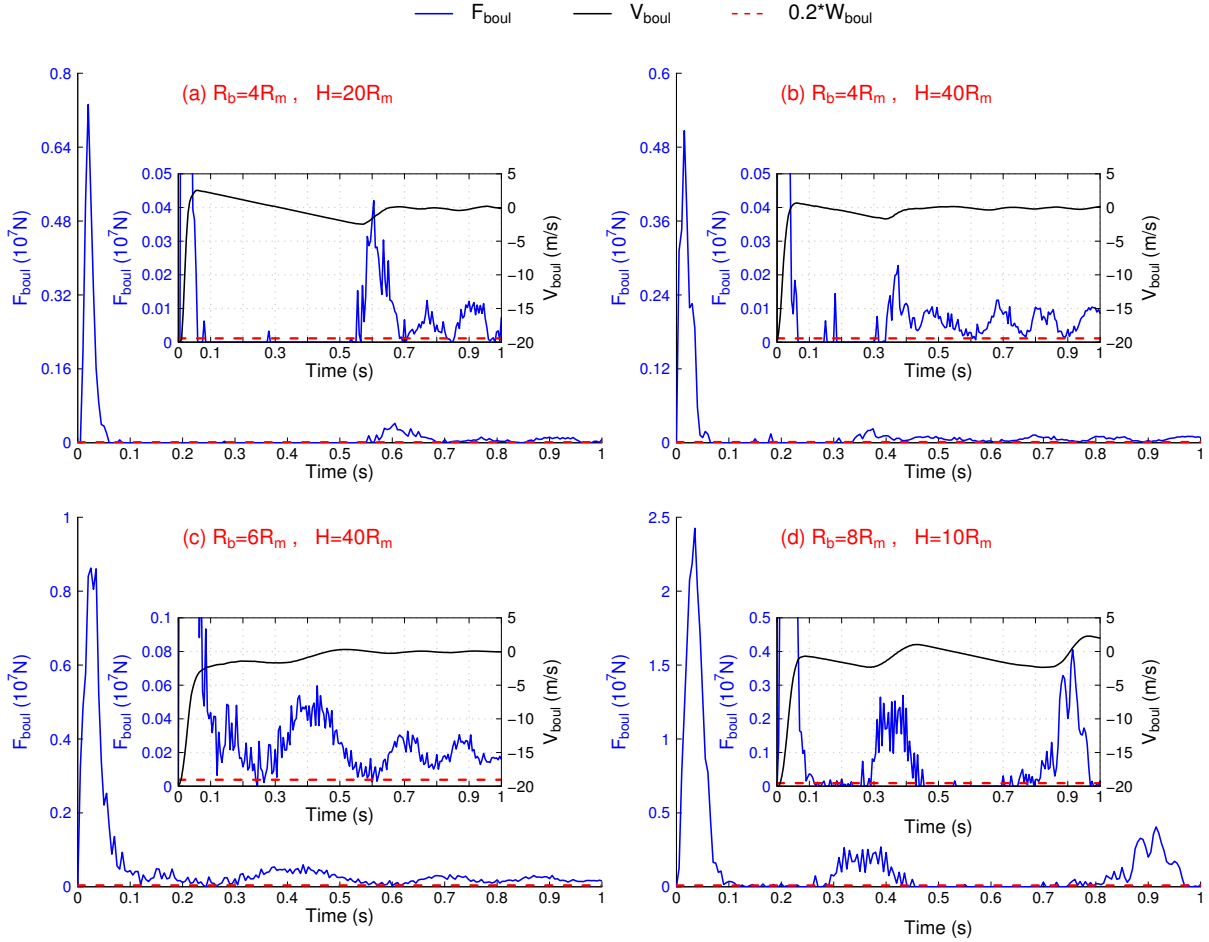 F_boul V_boul 0.2*W_boul
(a) R_b=4R_m , H=20R_m
F_boul (10^7N)
0.8
0.64
0.48
0.32
0.16
0
0 0.1 0.2 0.3 0.4 0.5 0.6 0.7 0.8 0.9 1
Time (s)
F_boul (10^7N)
0.05
0.04
0.03
0.02
0.01
0
0 0.1 0.3 0.5 0.7 0.9 1
Time (s)
5
0
−5
−10
−15
−20
V_boul (m/s)
(b) R_b=4R_m , H=40R_m
F_boul (10^7N)
0.6
0.48
0.36
0.24
0.12
0
0 0.1 0.2 0.3 0.4 0.5 0.6 0.7 0.8 0.9 1
Time (s)
F_boul (10^7N)
0.05
0.04
0.03
0.02
0.01
0
0 0.1 0.3 0.5 0.7 0.9 1
Time (s)
5
0
−5
−10
−15
−20
V_boul (m/s)
(c) R_b=6R_m , H=40R_m
F_boul (10^7N)
1
0.8
0.6
0.4
0.2
0
0 0.1 0.2 0.3 0.4 0.5 0.6 0.7 0.8 0.9 1
Time (s)
F_boul (10^7N)
0.1
0.08
0.06
0.04
0.02
0
0 0.1 0.3 0.5 0.7 0.9 1
Time (s)
5
0
−5
−10
−15
−20
V_boul (m/s)
(d) R_b=8R_m , H=10R_m
F_boul (10^7N)
2.5
2
1.5
1
0.5
0
0 0.1 0.2 0.3 0.4 0.5 0.6 0.7 0.8 0.9 1
Time (s)
F_boul (10^7N)
0.5
0.4
0.3
0.2
0.1
0
0 0.1 0.3 0.5 0.7 0.9 1
Time (s)
5
0
−5
−10
−15
−20
V_boul (m/s)